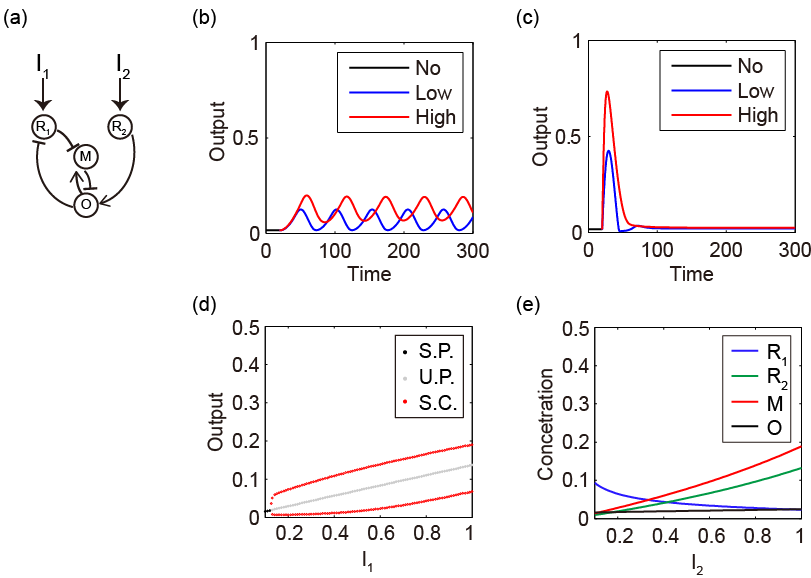 (a)
I1
I2
R1
R2
M
O
(b)
Output
1
0.5
0
0
100
200
300
Time
No
Low
High
(c)
Output
1
0.5
0
0
100
200
300
Time
No
Low
High
(d)
Output
0.5
0.4
0.3
0.2
0.1
0
0.2
0.4
0.6
0.8
1
I1
S.P.
U.P.
S.C.
(e)
Concetration
0.5
0.4
0.3
0.2
0.1
0
0.2
0.4
0.6
0.8
1
I2
R1
R2
M
O